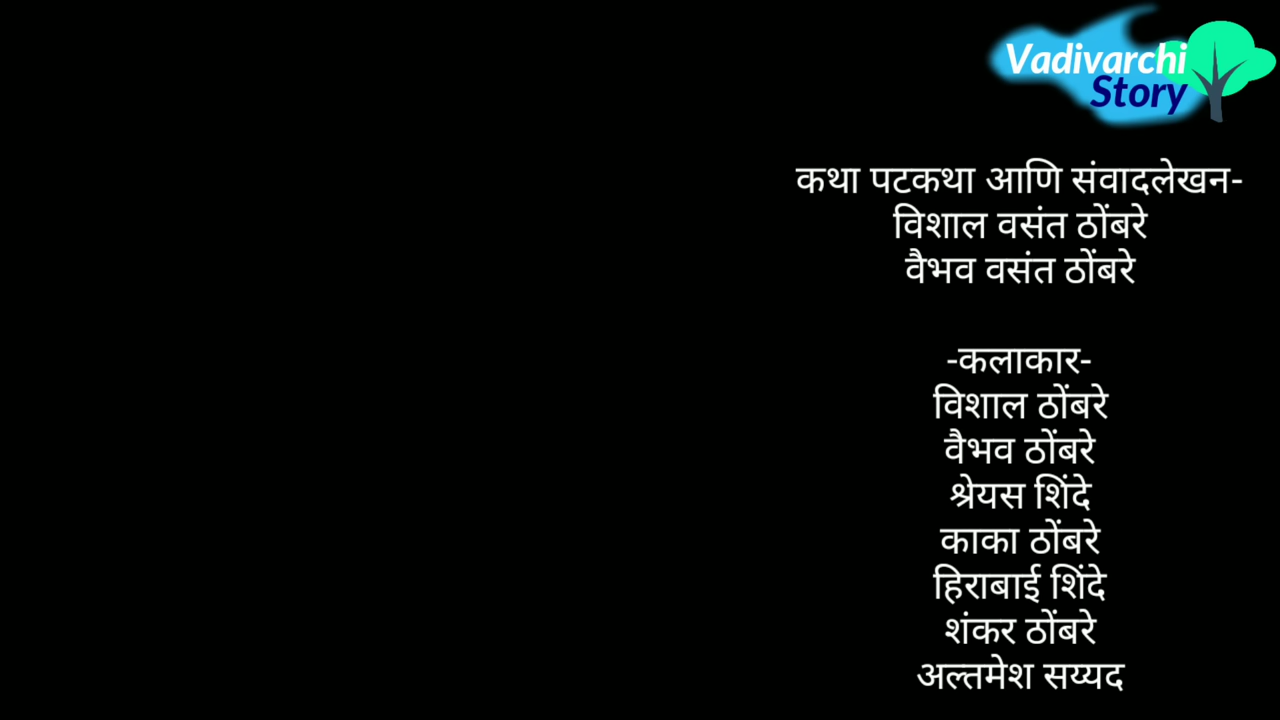 Vadivarchi
Story
कथा पटकथा आणि संवादलेखन-
विशाल वसंत ठोंबरे
वैभव वसंत ठोंबरे
-कलाकार-
विशाल ठोंबरे
वैभव ठोंबरे
श्रेयस शिंदे
काका ठोंबरे
हिराबाई शिंदे
शंकर ठोंबरे
अल्तमेश सय्यद